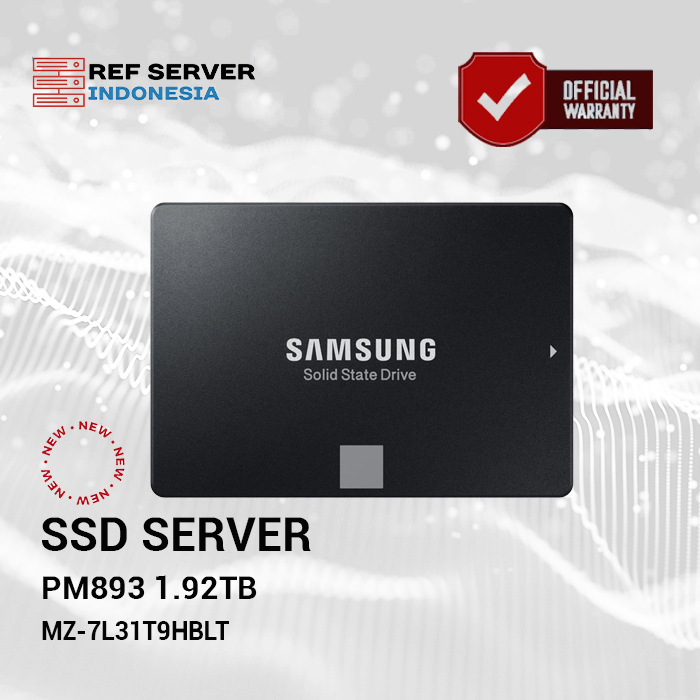 REF SERVER
INDONESIA
OFFICIAL
WARRANTY
SAMSUNG
Solid State Drive
NEW • NEW • NEW • NEW • NEW •
SSD SERVER
PM893 1.92TB
MZ-7L31T9HBLT